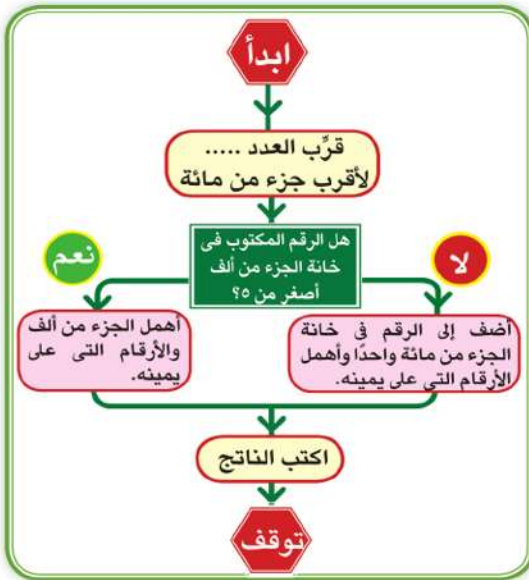 ابدأ
قرِّب العدد .....
لأقرب جزء من مائة
هل الرقم المكتوب فى
خانة الجزء من ألف
أصغر من ٥؟
لا
نعم
أضف إلى الرقم فى خانة
الجزء من مائة واحدًا وأهمل
الأرقام التى على يمينه.
أهمل الجزء من ألف
والأرقام التى على
يمينه.
اكتب الناتج
توقف